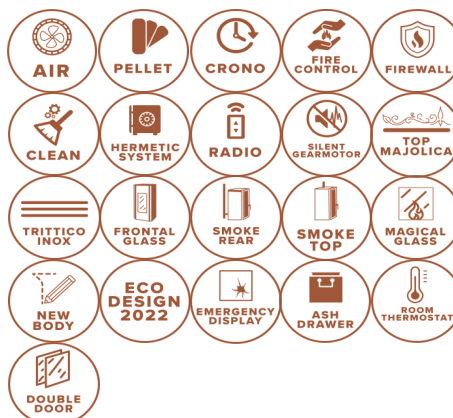 AIR
PELLET
CRONO
FIRE
CONTROL
FIREWALL
CLEAN
HERMETIC
SYSTEM
RADIO
SILENT
GEARMOTOR
TOP
MAJOLICA
TRITTICO
INOX
FRONTAL
GLASS
SMOKE
REAR
SMOKE
TOP
MAGICAL
GLASS
NEW
BODY
ECO
DESIGN
2022
EMERGENCY
DISPLAY
ASH
DRAWER
ROOM
THERMOSTAT
DOUBLE
DOOR